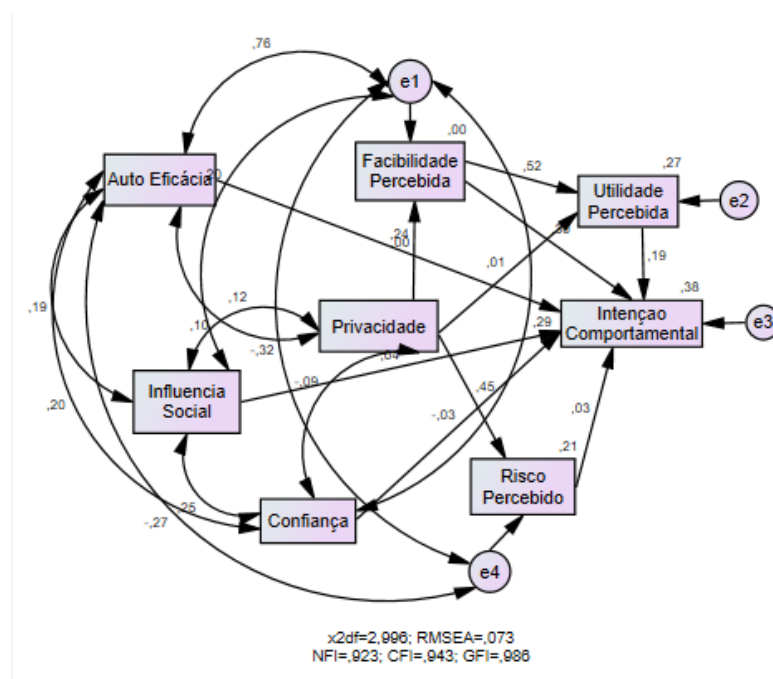 ,76
e1
,00
Auto Eficácia
Facibilidade
Percebida
,52
,27
Utilidade
Percebida
e2
,24
,00
,01
,19
,38
,19
,12
Privacidade
Intençao
Comportamental
e3
,10
-,32
,29
-,09
Influencia
Social
,45
-,03
,03
,20
,21
Risco
Percebido
,25
-,27
Confiança
e4
x2df=2,996; RMSEA=,073
NFI=,923; CFI=,943; GFI=,986